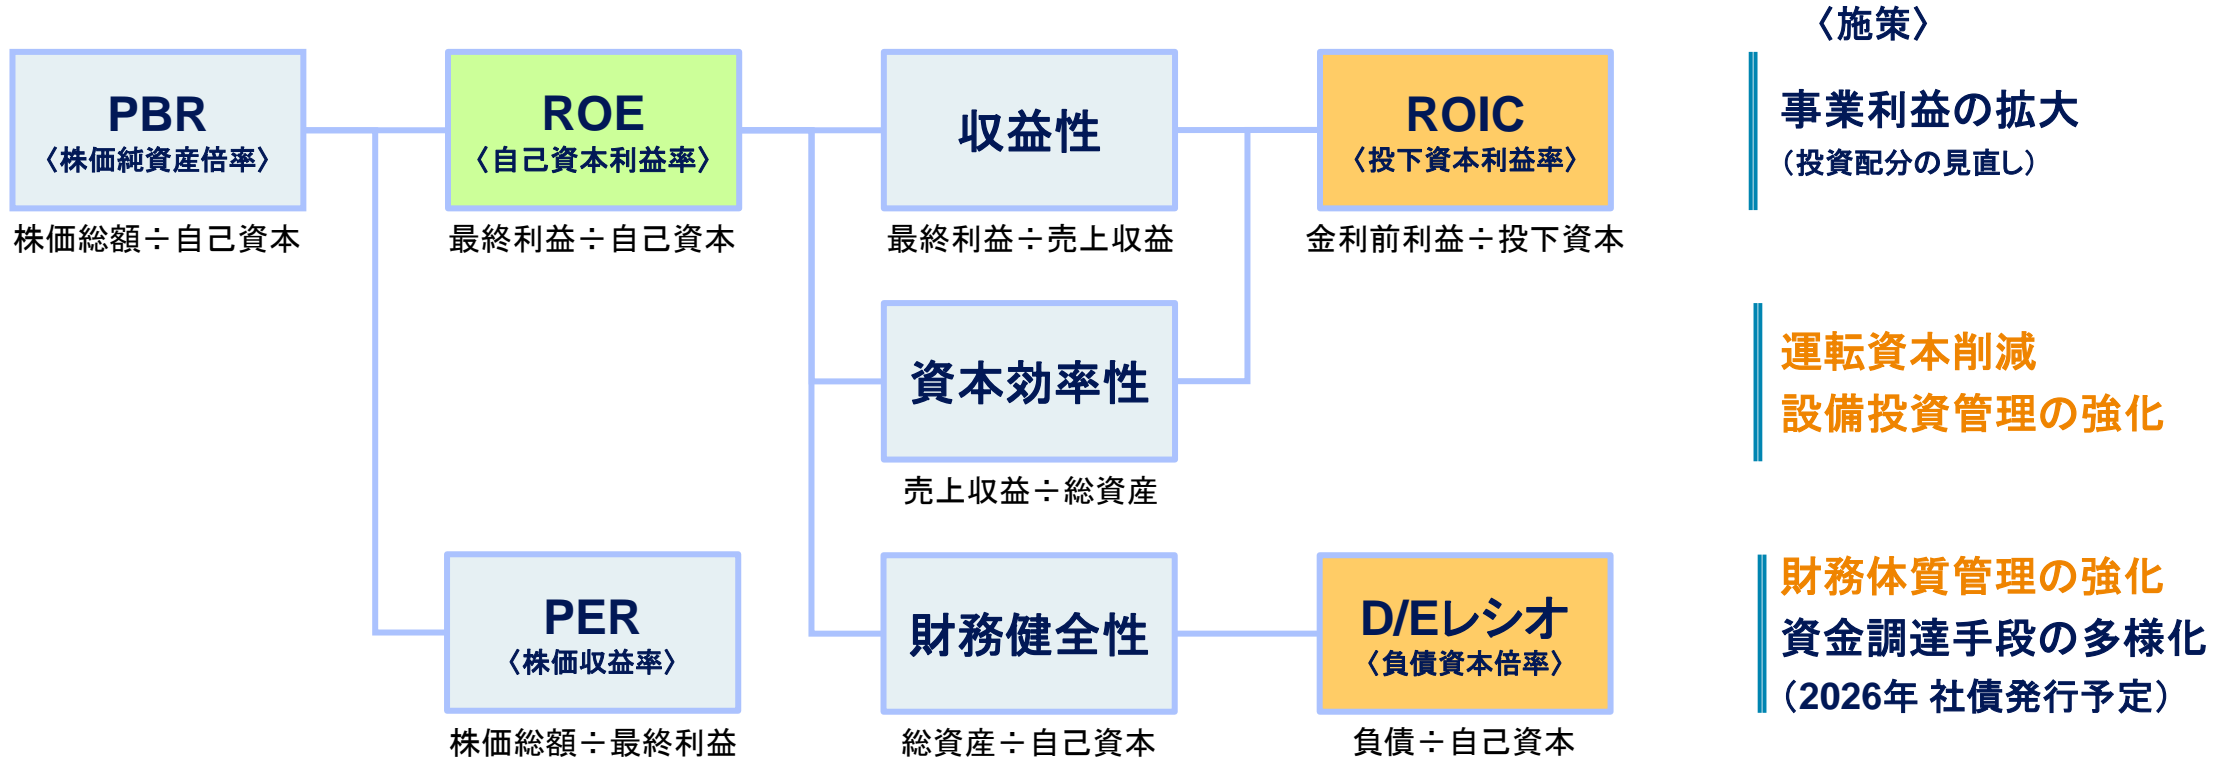 〈施策〉
PBR
〈株価純資産倍率〉
株価総額÷自己資本
ROE
〈自己資本利益率〉
最終利益÷自己資本
収益性
最終利益÷売上収益
ROIC
〈投下資本利益率〉
金利前利益÷投下資本
事業利益の拡大
（投資配分の見直し）
資本効率性
売上収益÷総資産
運転資本削減
設備投資管理の強化
PER
〈株価収益率〉
株価総額÷最終利益
財務健全性
総資産÷自己資本
D/Eレシオ
〈負債資本倍率〉
負債÷自己資本
財務体質管理の強化
資金調達手段の多様化
（2026年 社債発行予定）